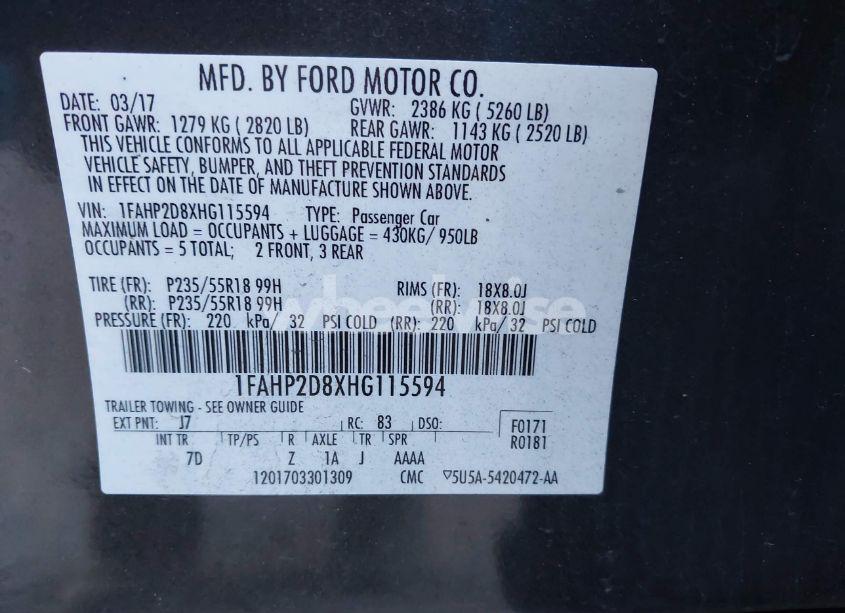 MFD. BY FORD MOTOR CO.
DATE: 03/17 GVWR: 2386 KG ( 5260 LB)
FRONT GAWR: 1279 KG ( 2820 LB) REAR GAWR: 1143 KG ( 2520 LB)
THIS VEHICLE CONFORMS TO ALL APPLICABLE FEDERAL MOTOR
VEHICLE SAFETY, BUMPER, AND THEFT PREVENTION STANDARDS
IN EFFECT ON THE DATE OF MANUFACTURE SHOWN ABOVE.
VIN: 1FAHP2D8XHG115594 TYPE: Passenger Car
MAXIMUM LOAD = OCCUPANTS + LUGGAGE = 430KG/ 950LB
OCCUPANTS = 5 TOTAL; 2 FRONT, 3 REAR
TIRE (FR): P235/55R18 99H RIMS (FR): 18X8.0J
(RR): P235/55R18 99H (RR): 18X8.0J
wheelwise
PRESSURE (FR): 220 kPa/ 32 PSI COLD (RR): 220 kPa/ 32 PSI COLD
1FAHP2D8XHG115594
TRAILER TOWING - SEE OWNER GUIDE
EXT PNT: J7 RC: 83 DSO: F0171
INT TR TP/PS R AXLE TR SPR R0181
7D Z 1A J AAAA
1201703301309 CMC ▽5U5A-5420472-AA